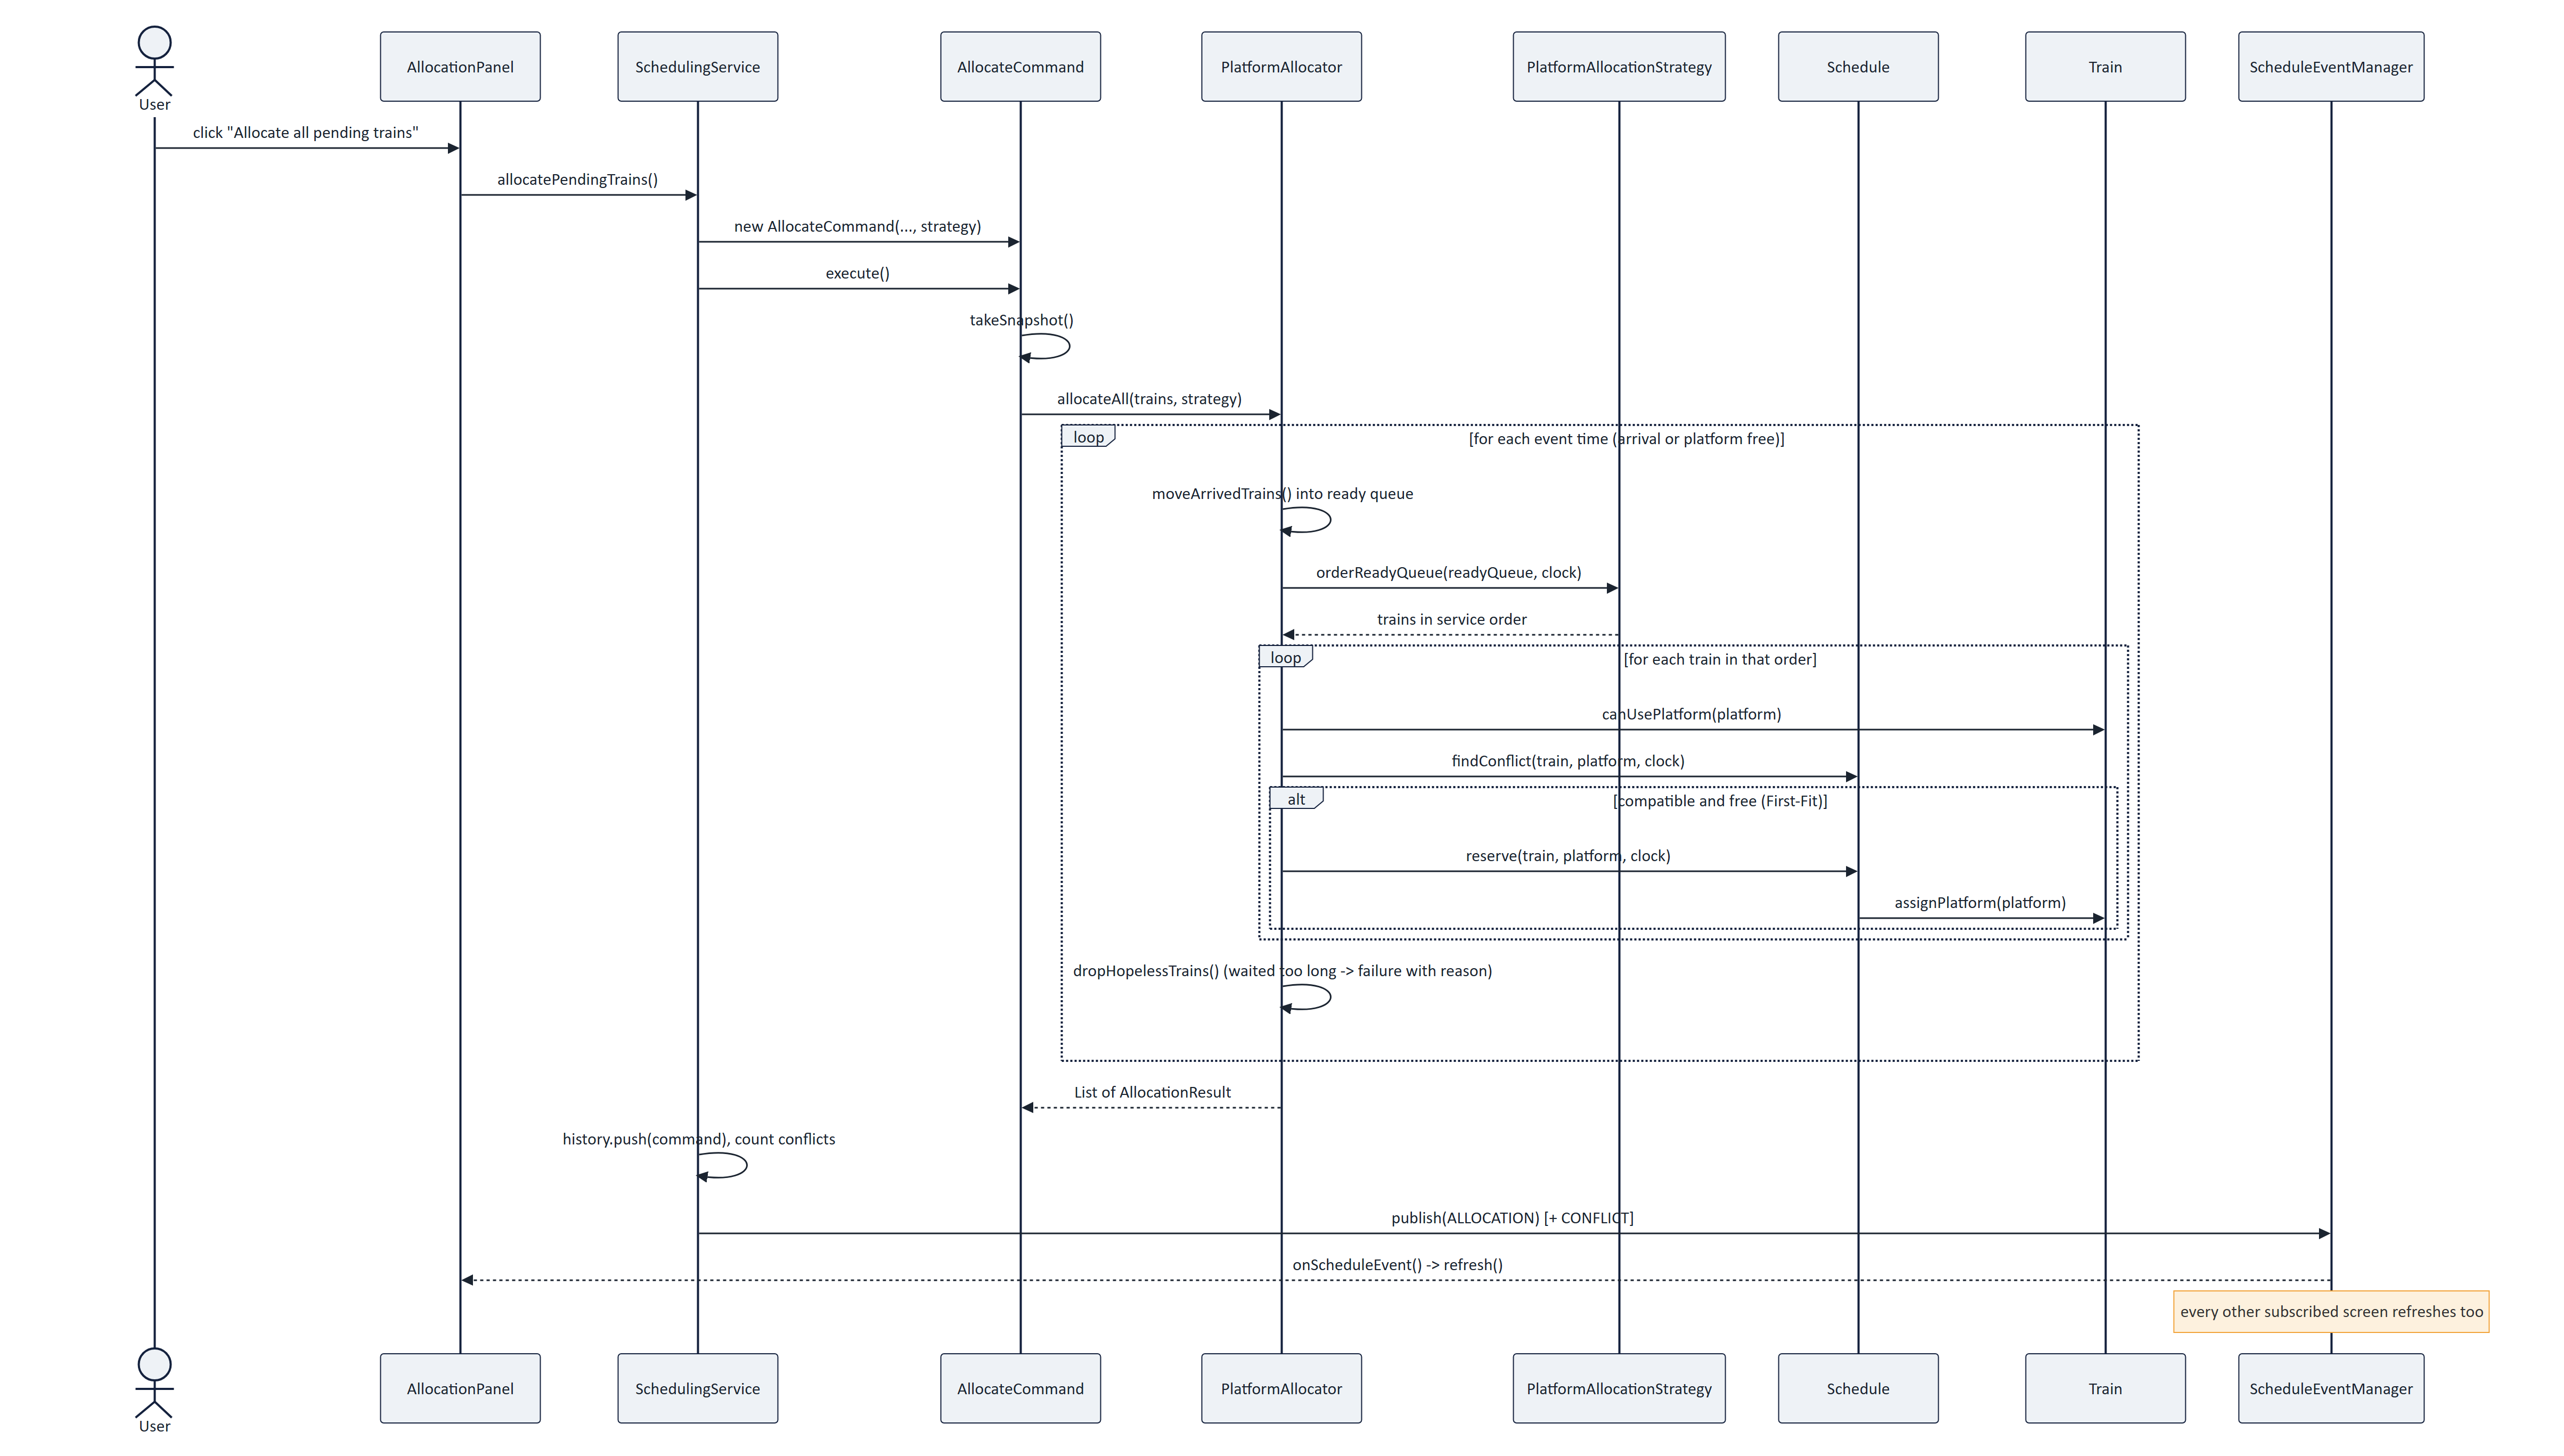 User
AllocationPanel
SchedulingService
AllocateCommand
PlatformAllocator
PlatformAllocationStrategy
Schedule
Train
ScheduleEventManager
click "Allocate all pending trains"
allocatePendingTrains()
new AllocateCommand(..., strategy)
execute()
takeSnapshot()
allocateAll(trains, strategy)
loop
[for each event time (arrival or platform free)]
moveArrivedTrains() into ready queue
orderReadyQueue(readyQueue, clock)
trains in service order
loop
[for each train in that order]
canUsePlatform(platform)
findConflict(train, platform, clock)
alt
[compatible and free (First-Fit)]
reserve(train, platform, clock)
assignPlatform(platform)
dropHopelessTrains() (waited too long -> failure with reason)
List of AllocationResult
history.push(command), count conflicts
publish(ALLOCATION) [+ CONFLICT]
onScheduleEvent() -> refresh()
every other subscribed screen refreshes too
User
AllocationPanel
SchedulingService
AllocateCommand
PlatformAllocator
PlatformAllocationStrategy
Schedule
Train
ScheduleEventManager